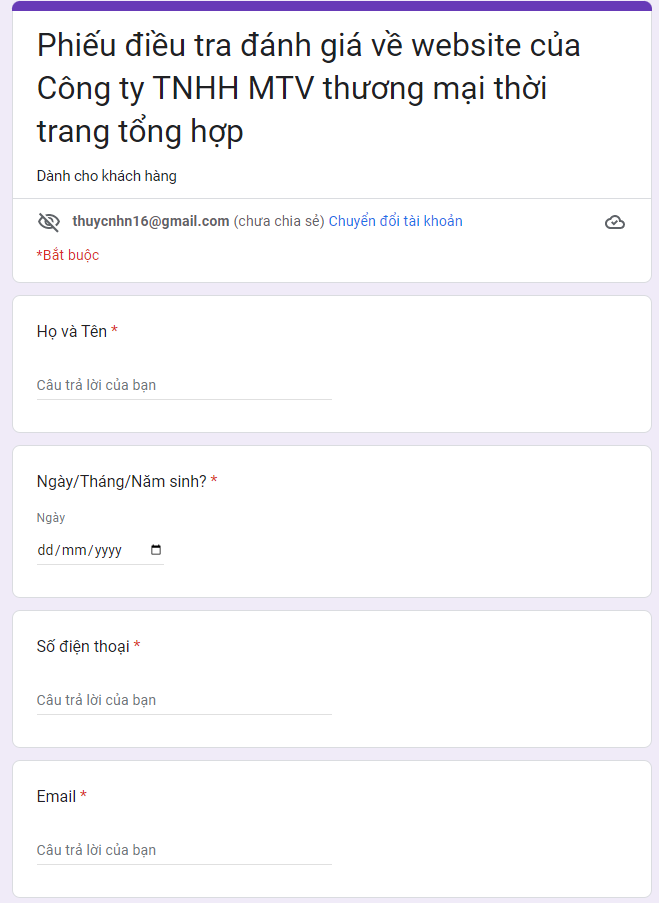 Phiếu điều tra đánh giá về website của
Công ty TNHH MTV thương mại thời
trang tổng hợp
Dành cho khách hàng
thuycnhn16@gmail.com (chưa chia sẻ) Chuyển đổi tài khoản
*Bắt buộc
Họ và Tên *
Câu trả lời của bạn
Ngày/Tháng/Năm sinh? *
Ngày
dd/mm/yyyy
Số điện thoại *
Câu trả lời của bạn
Email *
Câu trả lời của bạn